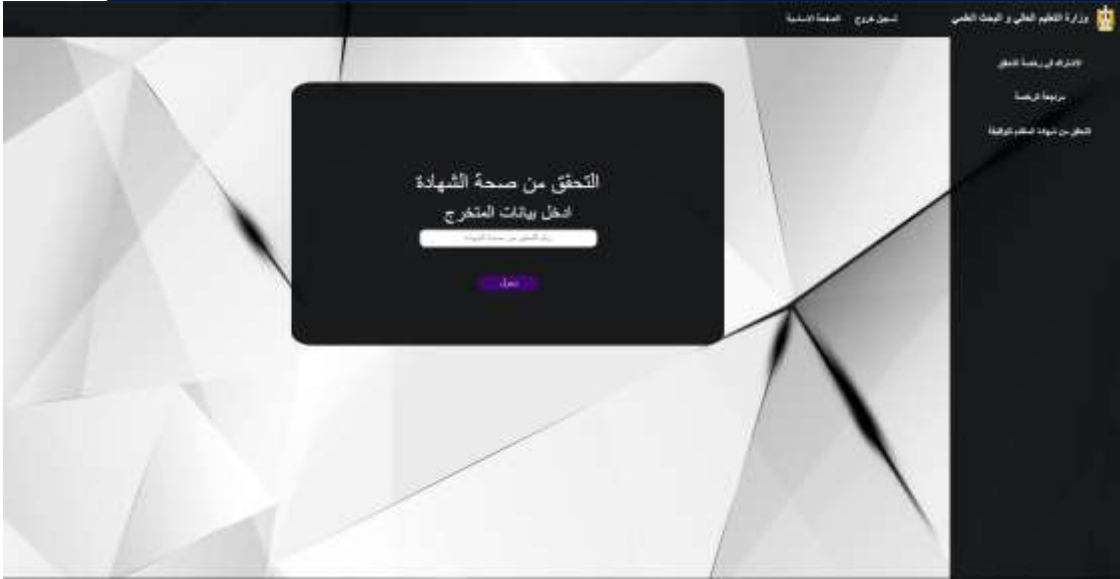 وزارة التعليم العالي و البحث العلمي
تسجيل خروج
الصفحة الاساسية
الاشتراك في رخصة التحقق
مراجعة الرخصة
التحقق من شهادة المتقدم للوظيفة
التحقق من صحة الشهادة
ادخل بيانات المتخرج
دخول